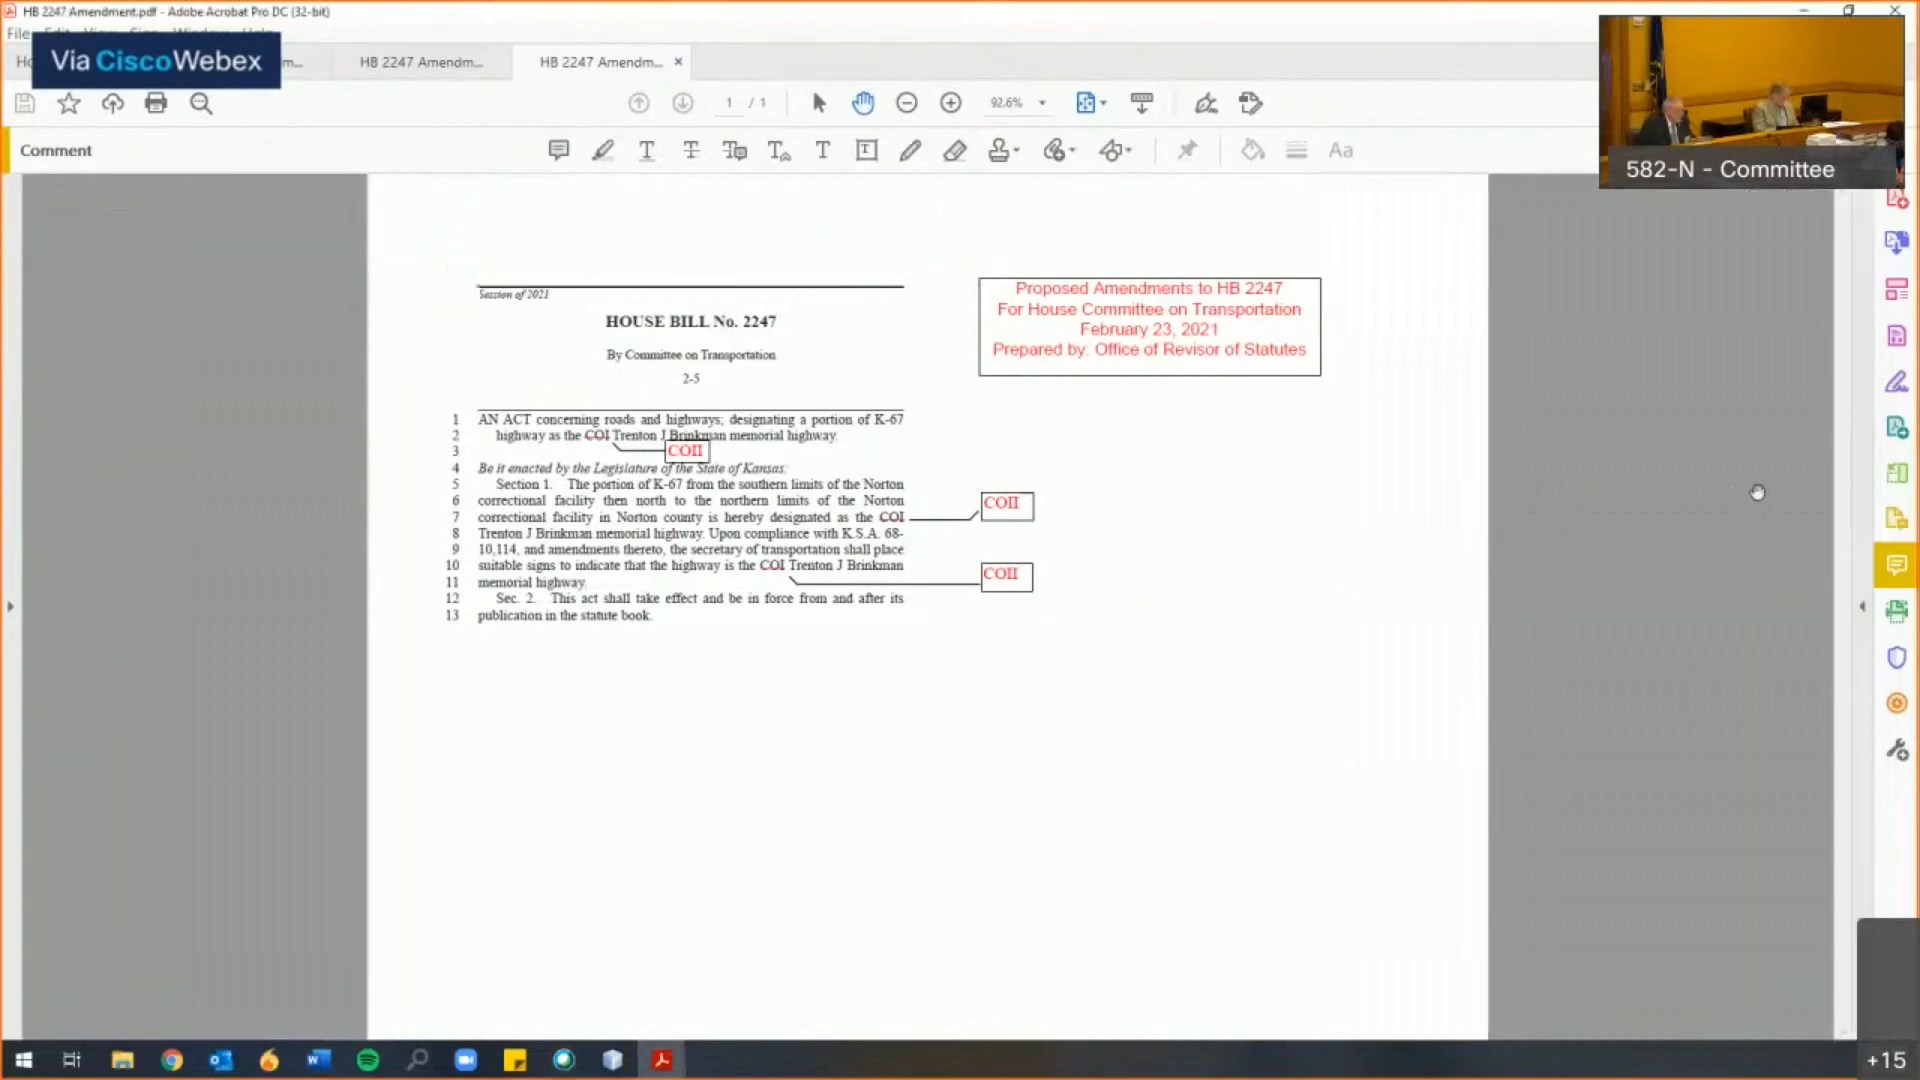 HB 2247 Amendment.pdf - Adobe Acrobat Pro DC (32-bit)
File Edit View Sign Window Help
Via CiscoWebex
HB 2247 Amendm...
HB 2247 Amendm...
582-N - Committee
1 / 1
92.6%
Comment
Aa
Session of 2021
HOUSE BILL No. 2247
By Committee on Transportation
2-5
Proposed Amendments to HB 2247
For House Committee on Transportation
February 23, 2021
Prepared by: Office of Revisor of Statutes
1 AN ACT concerning roads and highways; designating a portion of K-67
2 highway as the COI Trenton J Brinkman memorial highway.
3
COII
4 Be it enacted by the Legislature of the State of Kansas:
5 Section 1. The portion of K-67 from the southern limits of the Norton
6 correctional facility then north to the northern limits of the Norton
COII
7 correctional facility in Norton county is hereby designated as the COI
8 Trenton J Brinkman memorial highway. Upon compliance with K.S.A. 68-
9 10,114, and amendments thereto, the secretary of transportation shall place
10 suitable signs to indicate that the highway is the COI Trenton J Brinkman
COII
11 memorial highway.
12 Sec. 2. This act shall take effect and be in force from and after its
13 publication in the statute book.
+15